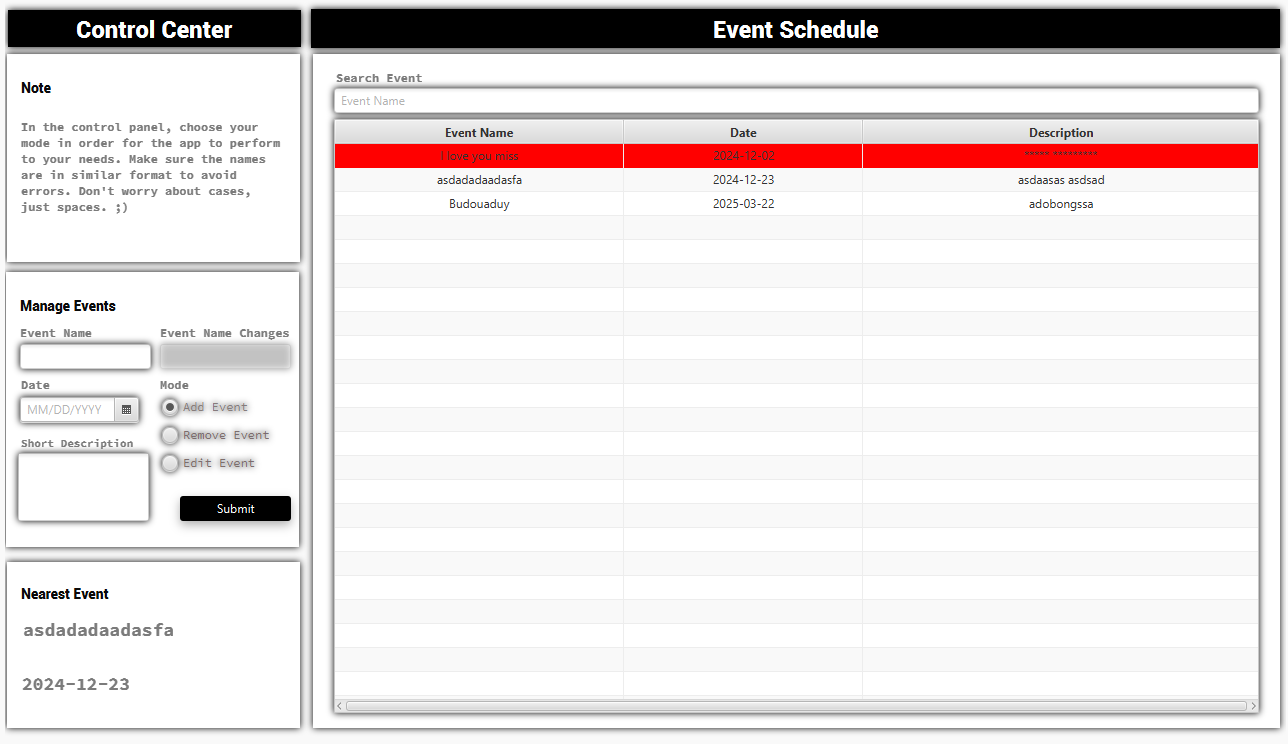 Control Center
Note
In the control panel, choose your
mode in order for the app to perform
to your needs. Make sure the names
are in similar format to avoid
errors. Don't worry about cases,
just spaces. ;)
Manage Events
Event Name Event Name Changes
Date Mode
MM/DD/YYYY Add Event
Remove Event
Short Description
Edit Event
Submit
Nearest Event
asdadadaadasfa
2024-12-23
Event Schedule
Search Event
Event Name
Event Name Date Description
I love you miss 2024-12-02
asdadadaadasfa 2024-12-23 asdaasas asdsad
Budouaduy 2025-03-22 adobongssa